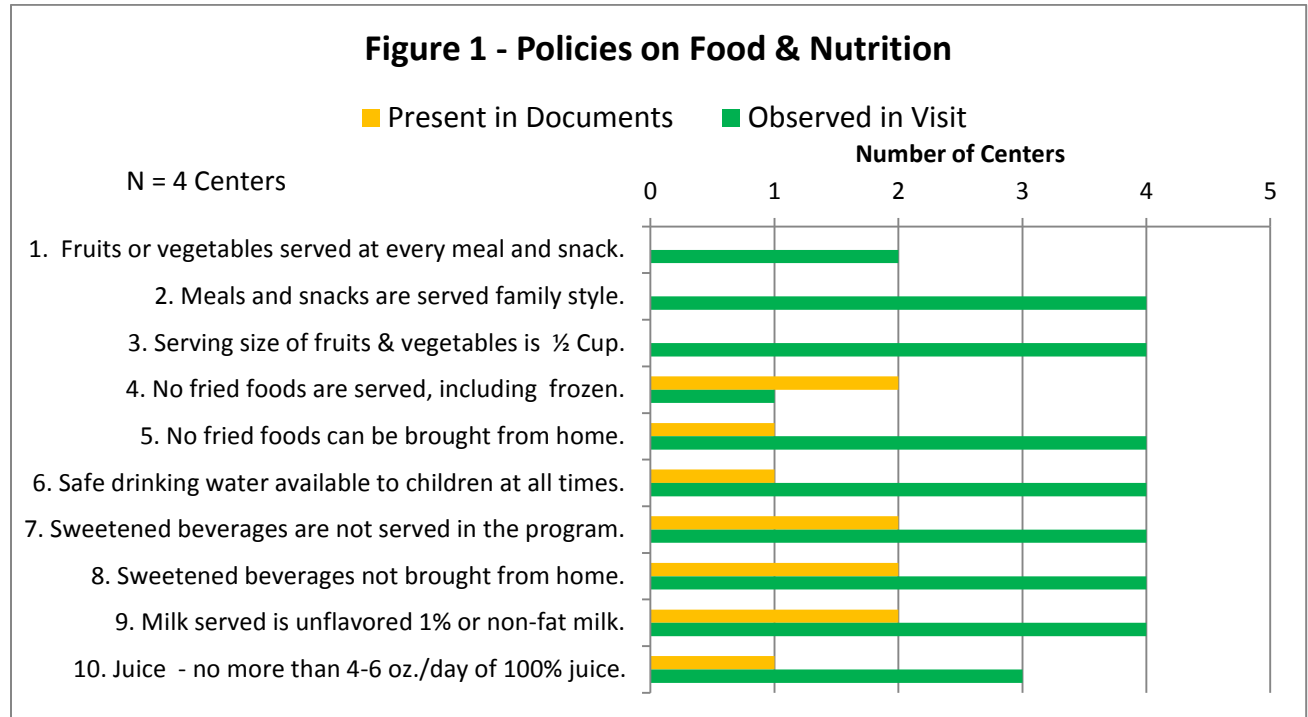 Figure 1 - Policies on Food & Nutrition
Present in Documents Observed in Visit
Number of Centers
N = 4 Centers
0 1 2 3 4 5
1. Fruits or vegetables served at every meal and snack.
2. Meals and snacks are served family style.
3. Serving size of fruits & vegetables is ½ Cup.
4. No fried foods are served, including frozen.
5. No fried foods can be brought from home.
6. Safe drinking water available to children at all times.
7. Sweetened beverages are not served in the program.
8. Sweetened beverages not brought from home.
9. Milk served is unflavored 1% or non-fat milk.
10. Juice - no more than 4-6 oz./day of 100% juice.